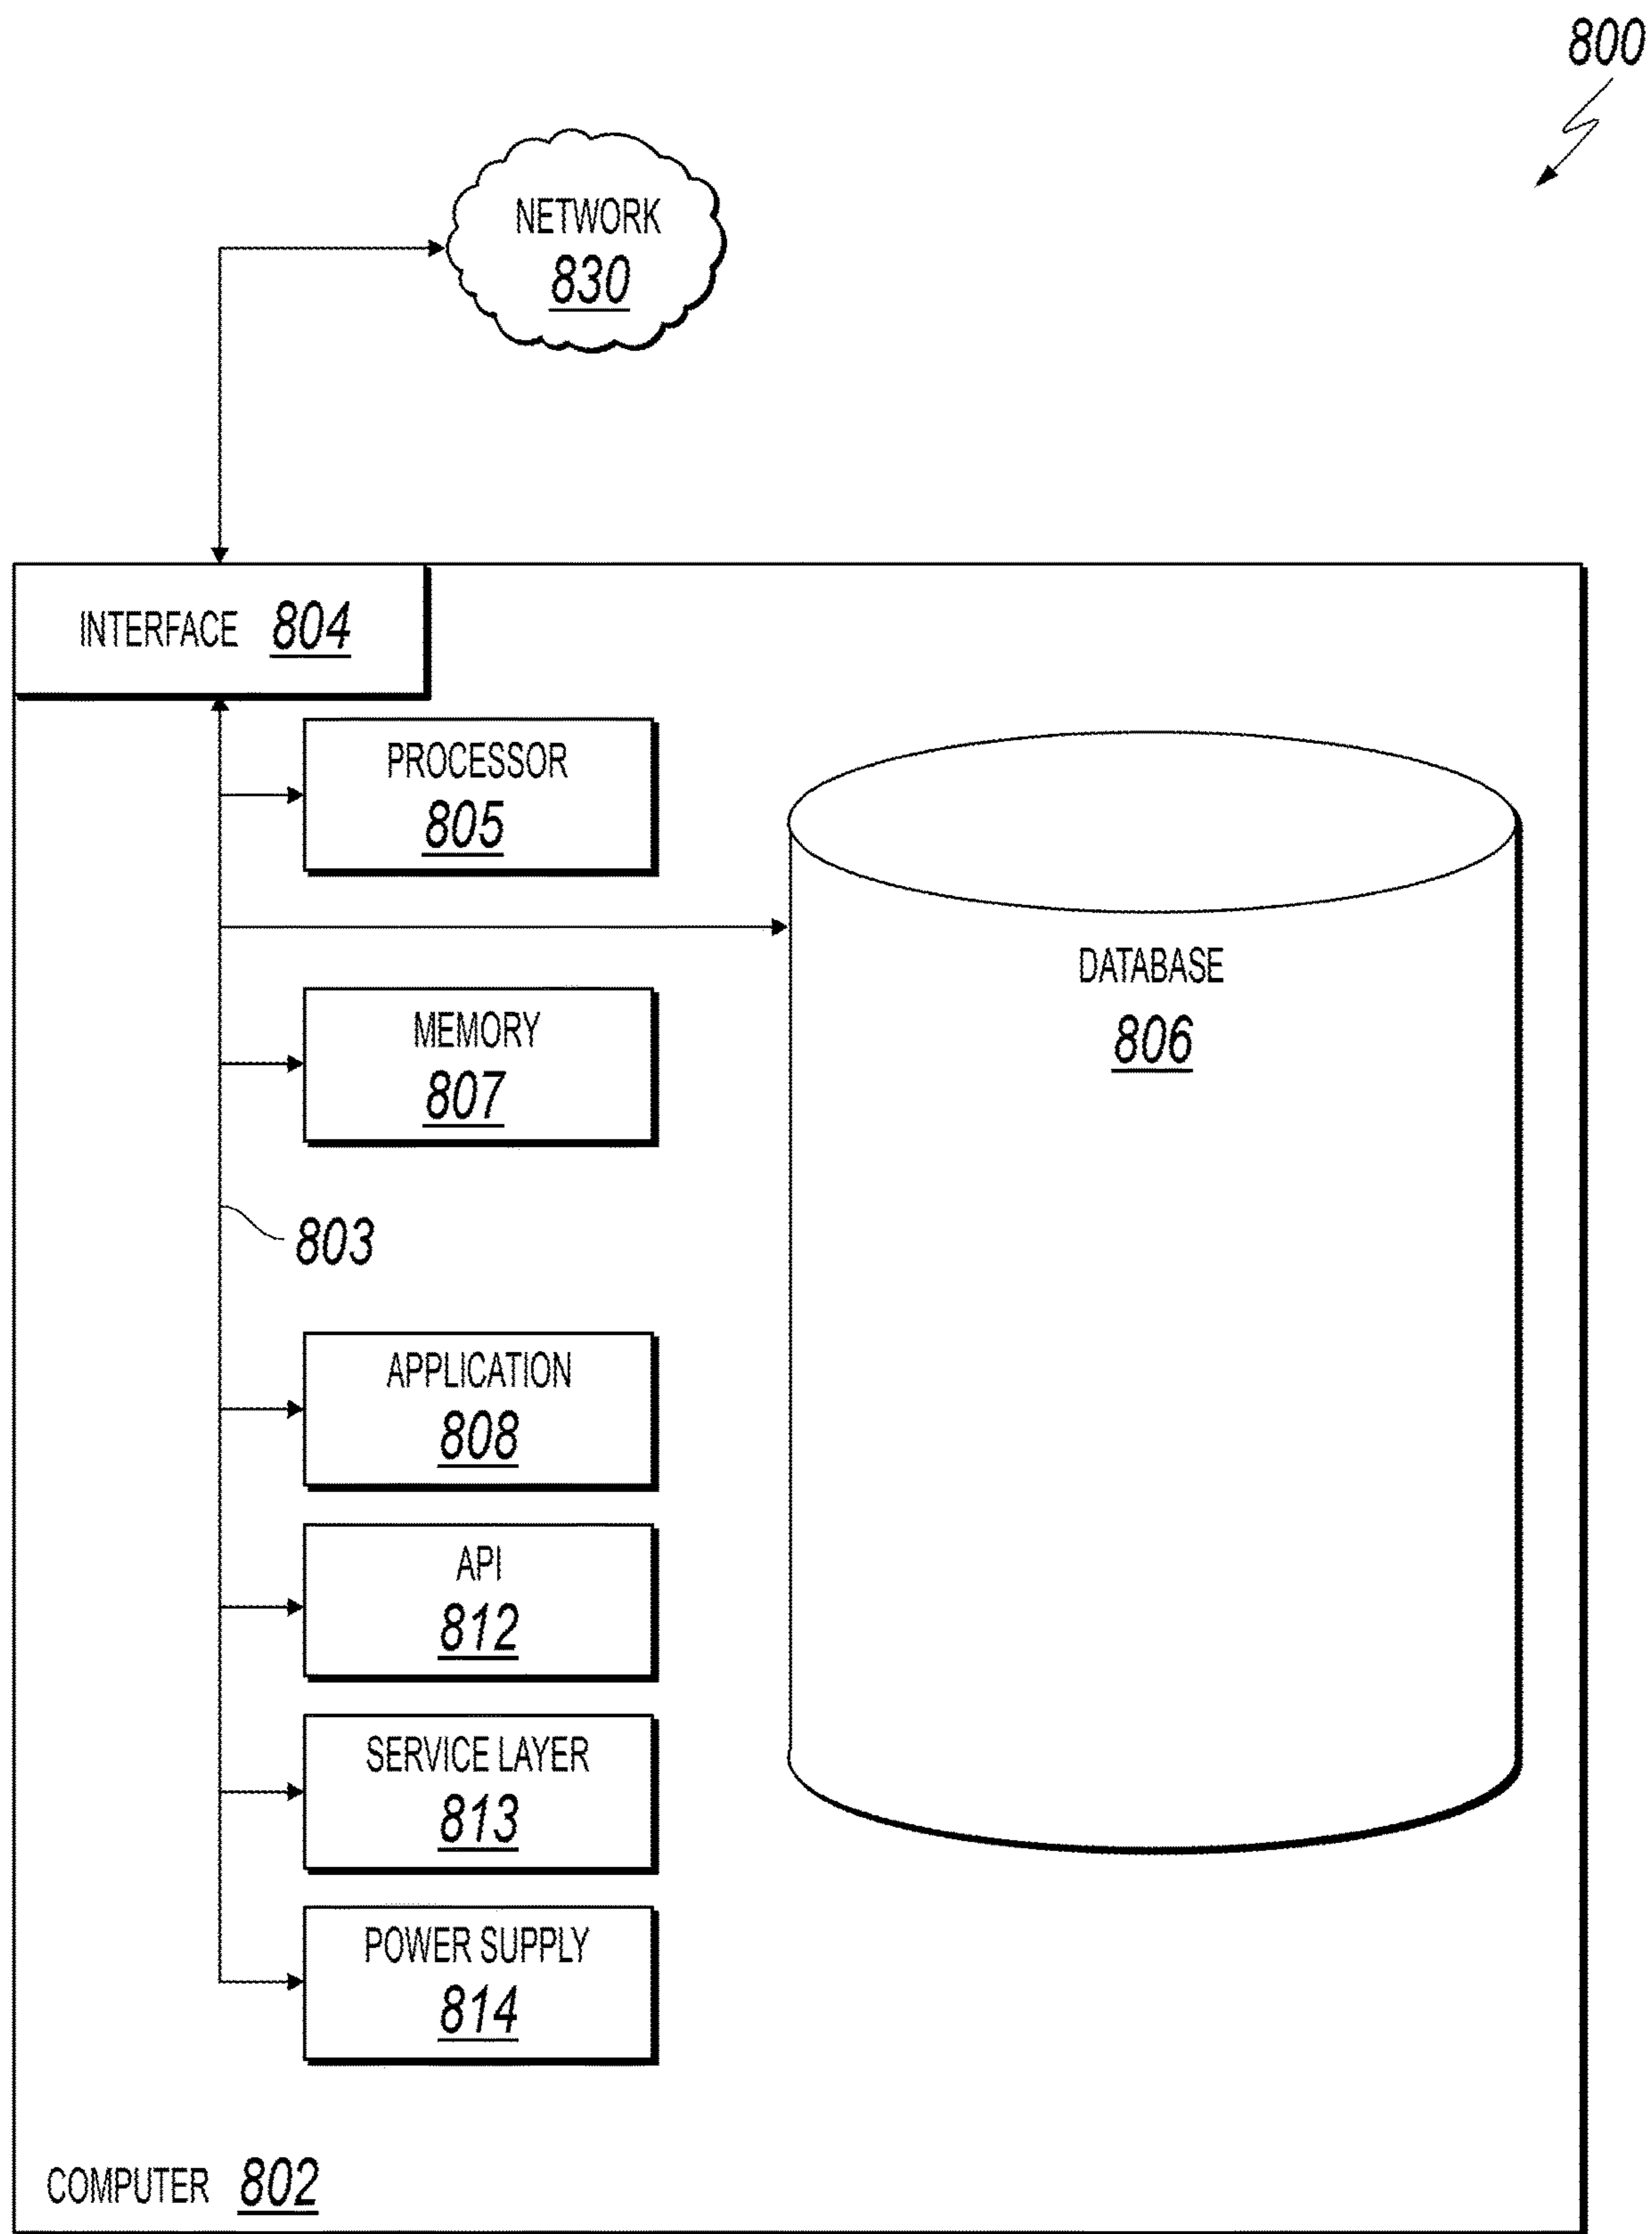 800
NETWORK
830
INTERFACE 804
PROCESSOR
805
DATABASE
806
MEMORY
807
803
APPLICATION
808
API
812
SERVICE LAYER
813
POWER SUPPLY
814
COMPUTER 802